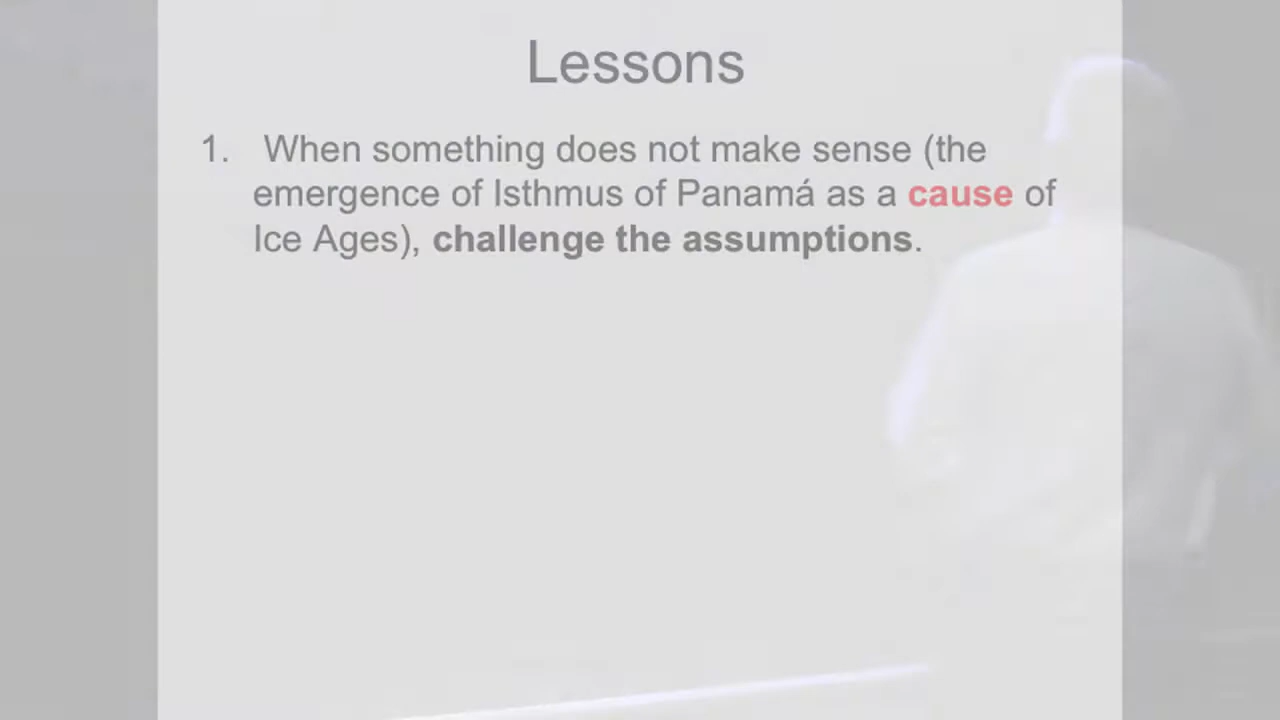 Lessons
1. When something does not make sense (the
emergence of Isthmus of Panamá as a cause of
Ice Ages), challenge the assumptions.